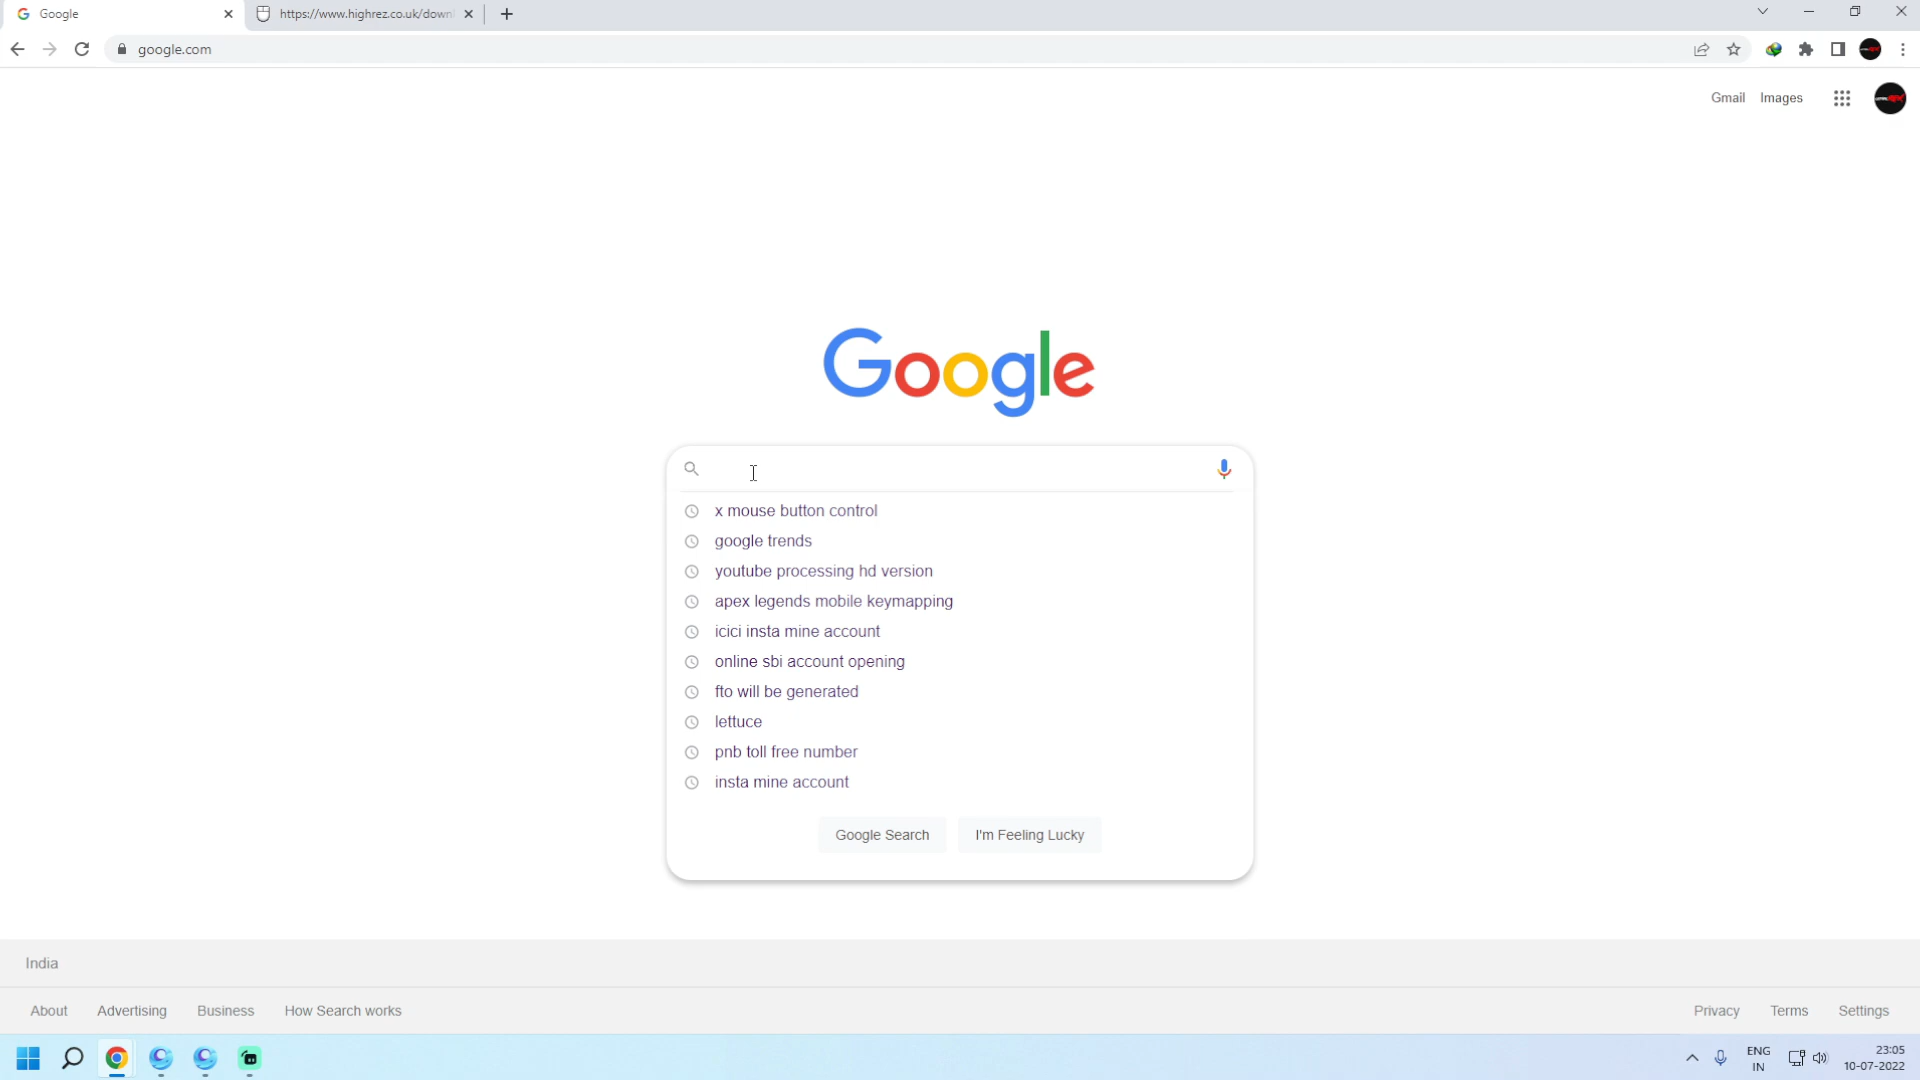 Google
https://www.highrez.co.uk/down
google.com
Gmail Images
Google
x mouse button control
google trends
youtube processing hd version
apex legends mobile keymapping
icici insta mine account
online sbi account opening
fto will be generated
lettuce
pnb toll free number
insta mine account
Google Search I'm Feeling Lucky
India
About Advertising Business How Search works Privacy Terms Settings
ENG 23:05
IN 10-07-2022